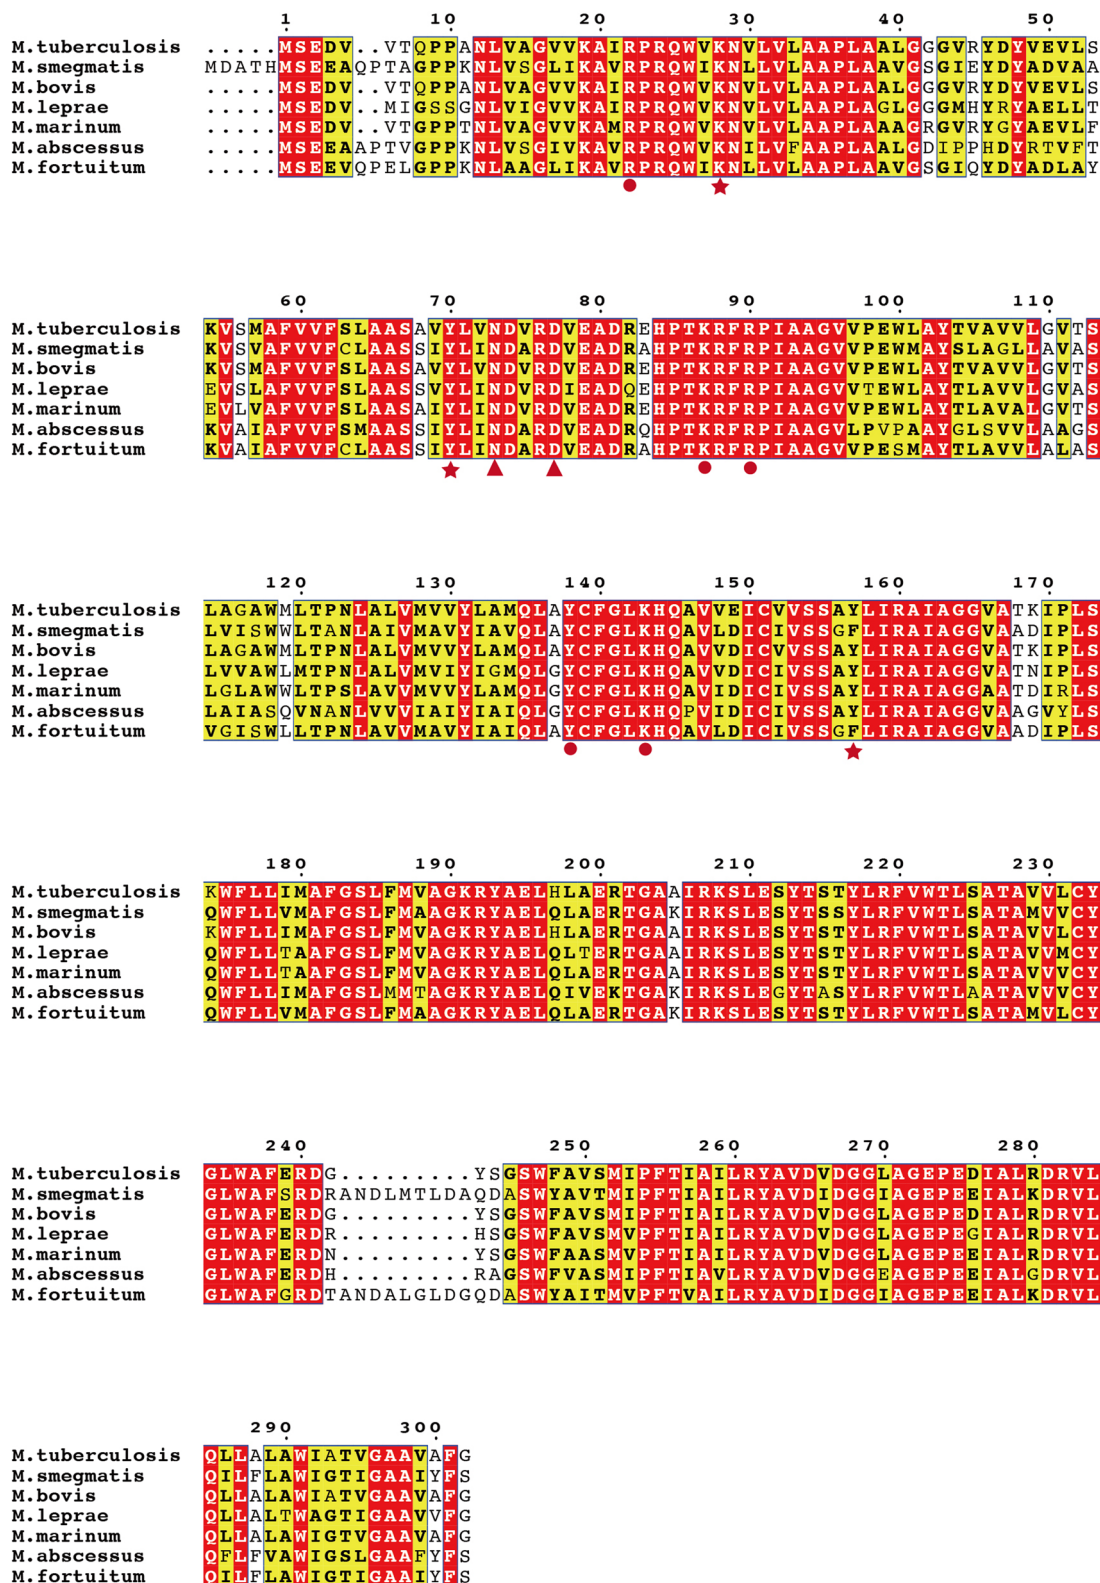 1 10 20 30 40 50
M.tuberculosis .....MSEDV..VTQPPANLVAGVVKAIRPRQWVKNVLVLAAPLAALGGGVRYDYVEVLS
M.smegmatis MDATHMSEEAQPTAGPPKNLVSGLIKAVRPRQWIKNLLVLAAPLAAVGSGIEYDYADVAA
M.bovis .....MSEDV..VTQPPANLVAGVVKAIRPRQWVKNVLVLAAPLAALGGGVRYDYVEVLS
M.leprae .....MSEDV..MIGSSGNLVIGVVKAIRPRQWVKNVLVLAAPLAGLGGGMHYRYAELLT
M.marinum .....MSEDV..VTGPPTNLVAGVVKAMRPRQWVKNVLVLAAPLAAAGRGVRYGYAEVLF
M.abscessus .....MSEEAAPTVGPPKNLVSGIVKAVRPRQWVKNILVFAAPLAALGDIPPHDYRTVFT
M.fortuitum .....MSEEVQPELGPPKNLAAGLIKAVRPRQWIKNLLVLAAPLAAVGSGIQYDYADLAY
60 70 80 90 100 110
M.tuberculosis KVSMAFVVFSLAASAVYLVNDVRDVEADREHPTKRFRPIAAGVVPEWLAYTVAVVLGVTS
M.smegmatis KVSVAFVVFCLAASSIYLINDARDVEADRAHPTKRFRPIAAGVVPEWMAYSLAGLLAVAS
M.bovis KVSMAFVVFSLAASAVYLVNDVRDVEADREHPTKRFRPIAAGVVPEWLAYTVAVVLGVTS
M.leprae EVSLAFVVFSLAASSVYLINDVRDIEADQEHPTKRFRPIAAGVVTEWLAYTLAVVLGVAS
M.marinum EVLVAFVVFSLAASAIYLINDVRDVEADREHPTKRFRPIAAGVVPEWLAYTLAVALGVTS
M.abscessus KVAIAFVVFSMAASSIYLINDARDVEADRQHPTKRFRPIAAGVLPVPAAYGLSVVLAAGS
M.fortuitum KVAIAFVVFCLAASSIYLINDARDVEADRAHPTKRFRPIAAGVVPESMAYTLAVVLALAS
120 130 140 150 160 170
M.tuberculosis LAGAWMLTPNLALVMVVYLAMQLAYCFGLKHQAVVEICVVSSAYLIRAIAGGVATKIPLS
M.smegmatis LVISWWLTANLAIVMAVYIAVQLAYCFGLKHQAVLDICIVSSGFLIRAIAGGVAADIPLS
M.bovis LAGAWMLTPNLALVMVVYLAMQLAYCFGLKHQAVVDICVVSSAYLIRAIAGGVATKIPLS
M.leprae LVVAWLMTPNLALVMVIYIGMQLGYCFGLKHQAVVDICIVSSAYLIRAIAGGVATNIPLS
M.marinum LGLAWWLTPSLAVVMVVYLAMQLGYCFGLKHQAVIDICIVSSAYLIRAIAGGAATDIRLS
M.abscessus LAIASQVNANLVVVIAIYIAIQLGYCFGLKHQPVIDICIVSSAYLIRAIAGGVAAGVYLS
M.fortuitum VGISWLLTPNLAVVMAVYIAIQLAYCFGLKHQAVLDICIVSSGFLIRAIAGGVAADIPLS
180 190 200 210 220 230
M.tuberculosis KWFLLIMAFGSLFMVAGKRYAELHLAERTGAAIRKSLESYTSTYLRFVWTLSATAVVLCY
M.smegmatis QWFLLVMAFGSLFMAAGKRYAELQLAERTGAKIRKSLESYTSSYLRFVWTLSATAMVVCY
M.bovis KWFLLIMAFGSLFMVAGKRYAELHLAERTGAAIRKSLESYTSTYLRFVWTLSATAVVLCY
M.leprae QWFLLTAAFGSLFMVAGKRYAELQLTERTGAAIRKSLESYTSTYLRFVWTLSATAVVMCY
M.marinum QWFLLTAAFGSLFMVAGKRYAELQLAERTGAAIRKSLESYTSTYLRFVWTLSATAVVVCY
M.abscessus QWFLLIMAFGSLMMTAGKRYAELQIVEKTGAKIRKSLEGYTASYLRFVWTLAATAVVVCY
M.fortuitum QWFLLVMAFGSLFMAAGKRYAELQLAERTGAKIRKSLESYTSTYLRFVWTLSATAMVLCY
240 250 260 270 280
M.tuberculosis GLWAFERDG.........YSGSWFAVSMIPFTIAILRYAVDVDGGLAGEPEDIALRDRVL
M.smegmatis GLWAFSRDRANDLMTLDAQDASWYAVTMIPFTIAILRYAVDIDGGIAGEPEEIALKDRVL
M.bovis GLWAFERDG.........YSGSWFAVSMIPFTIAILRYAVDVDGGLAGEPEDIALRDRVL
M.leprae GLWAFERDR.........HSGSWFAVSMVPFTIAILRYAVDVDGGLAGEPEGIALRDRVL
M.marinum GLWAFERDN.........YSGSWFAASMVPFTIAILRYAVDVDGGLAGEPEEIALRDRVL
M.abscessus GLWAFERDH.........RAGSWFVASMIPFTIAVLRYAVDVDGGEAGEPEEIALGDRVL
M.fortuitum GLWAFGRDTANDALGLDGQDASWYAITMVPFTVAILRYAVDIDGGIAGEPEEIALKDRVL
290 300
M.tuberculosis QLLALAWIATVGAAVAFG
M.smegmatis QILFLAWIGTIGAAIYFS
M.bovis QLLALAWIATVGAAVAFG
M.leprae QLLALTWAGTIGAAVVFG
M.marinum QLLALAWIGTVGAAVAFG
M.abscessus QFLFVAWIGSLGAAFYFS
M.fortuitum QILFLAWIGTIGAAIYFS